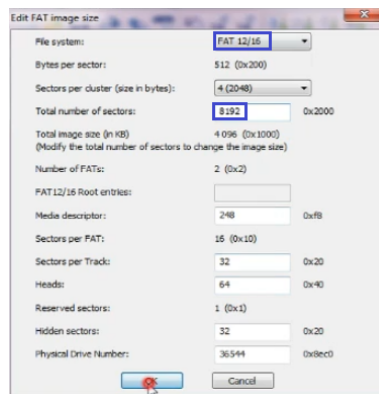 Edit FAT image size
File system: FAT 12/16
Bytes per sector: 512 (0x200)
Sectors per cluster (size in bytes): 4 (2048)
Total number of sectors: 8192 0x2000
Total image size (in KB) 4 096 (0x1000)
(Modify the total number of sectors to change the image size)
Number of FATs: 2 (0x2)
FAT12/16 Root entries:
Media descriptor: 248 0xf8
Sectors per FAT: 16 (0x10)
Sectors per Track: 32 0x20
Heads: 64 0x40
Reserved sectors: 1 (0x1)
Hidden sectors: 32 0x20
Physical Drive Number: 36544 0x8ec0
OK Cancel